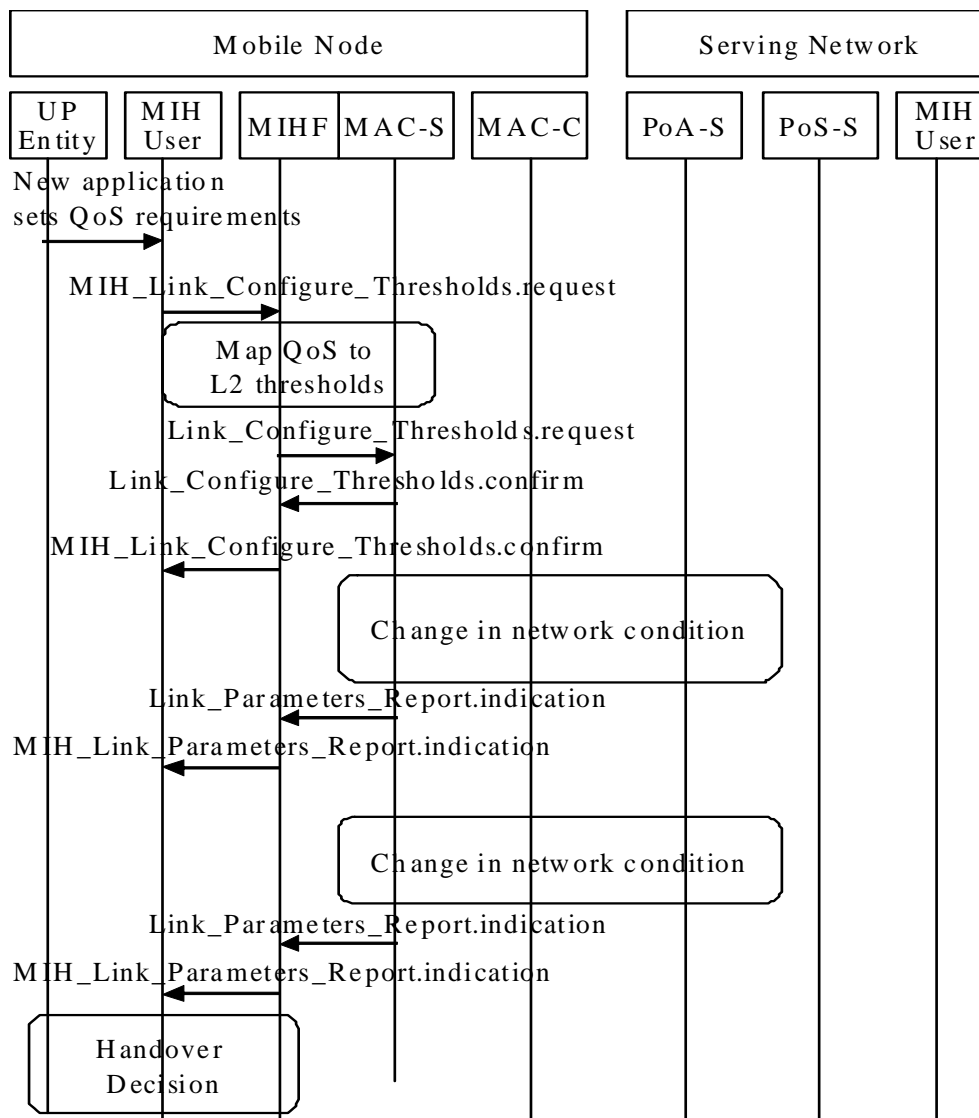 Mobile Node
Serving Network
UP
Entity
MIH
User
MIHF
MAC-S
MAC-C
PoA-S
PoS-S
MIH
User
New application
sets QoS requirements
MIH_Link_Configure_Thresholds.request
Map QoS to
L2 thresholds
Link_Configure_Thresholds.request
Link_Configure_Thresholds.confirm
MIH_Link_Configure_Thresholds.confirm
Change in network condition
Link_Parameters_Report.indication
MIH_Link_Parameters_Report.indication
Change in network condition
Link_Parameters_Report.indication
MIH_Link_Parameters_Report.indication
Handover
Decision